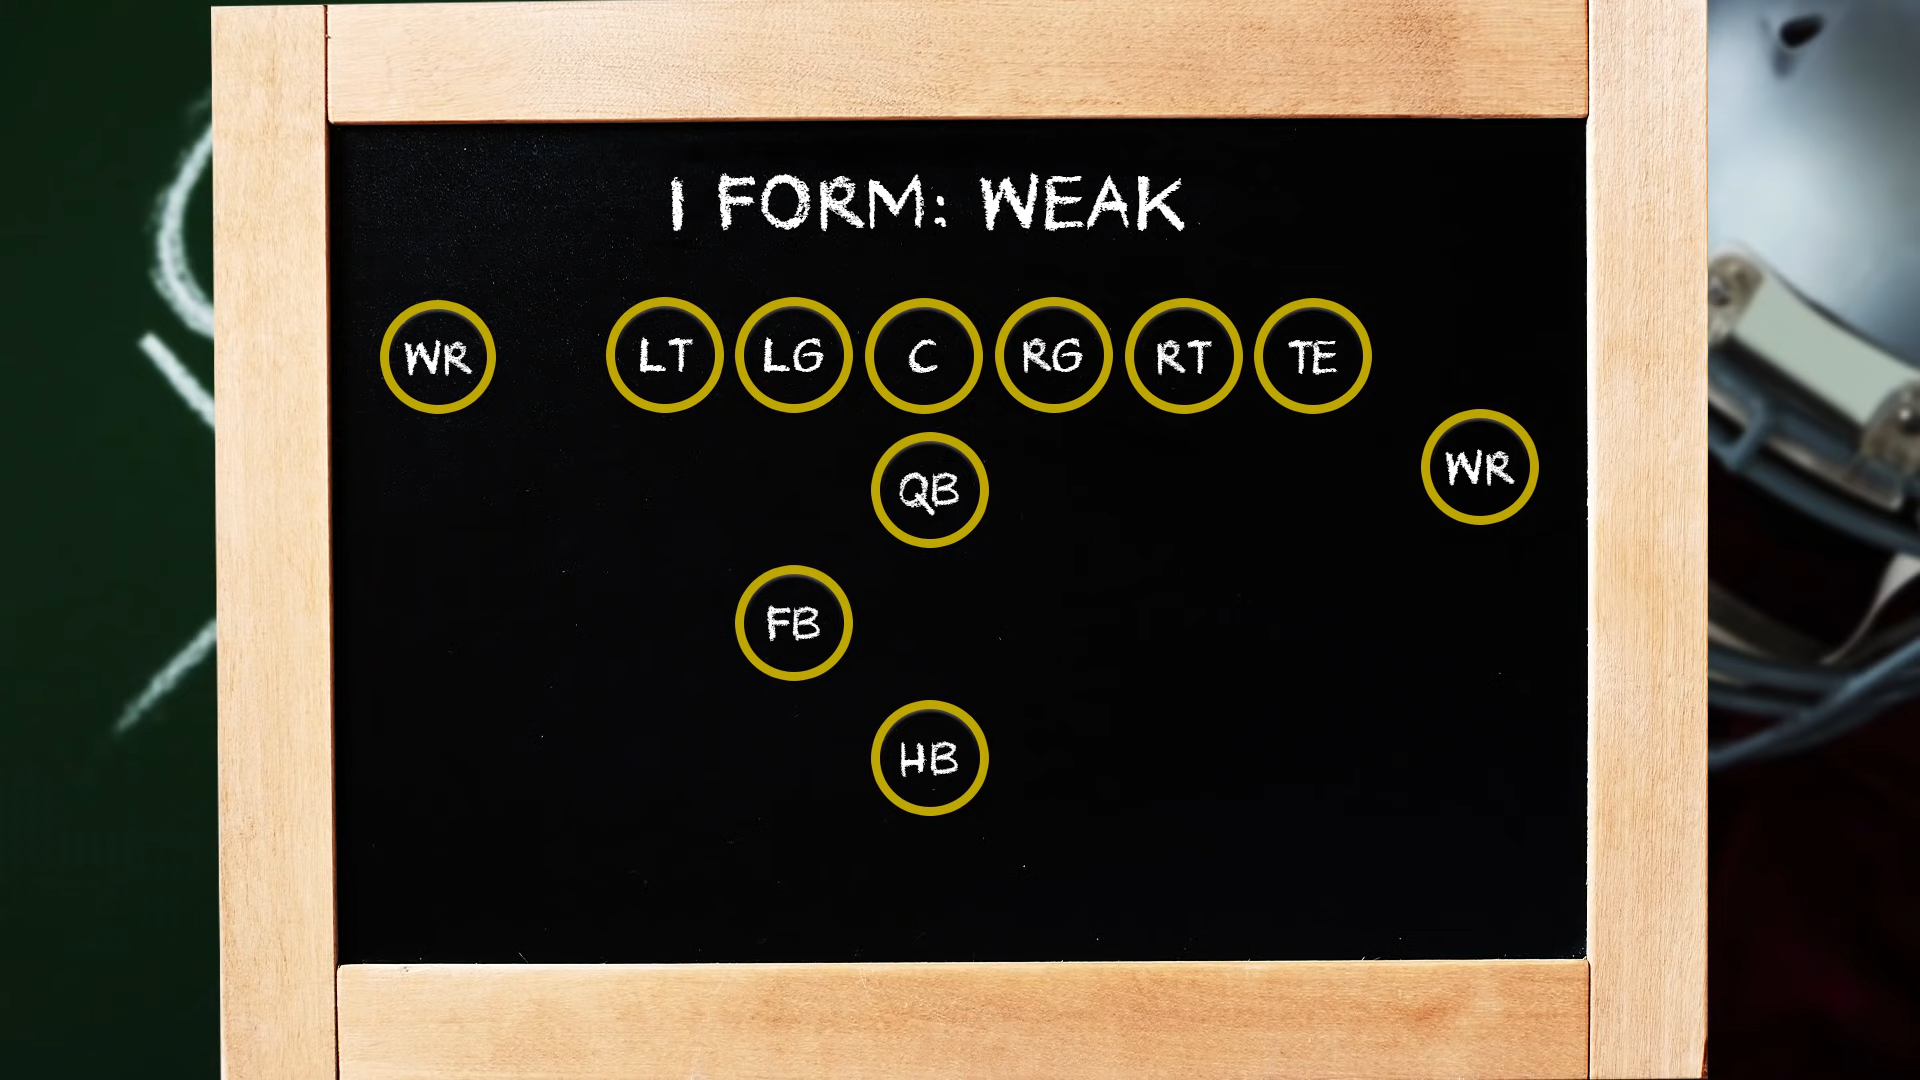 I FORM: WEAK
WR LT LG C RG RT TE
WR
QB
FB
HB